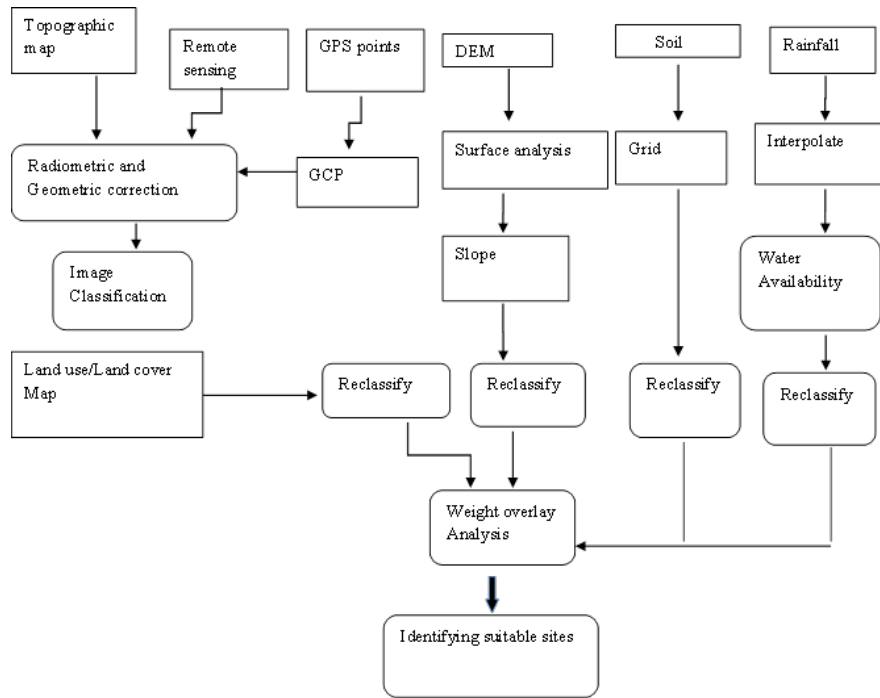 Topographic
map
Remote
sensing
GPS points
DEM
Soil
Rainfall
Radiometric and
Geometric correction
GCP
Surface analysis
Grid
Interpolate
Image
Classification
Slope
Water
Availability
Land use/Land cover
Map
Reclassify
Reclassify
Reclassify
Reclassify
Weight overlay
Analysis
Identifying suitable sites